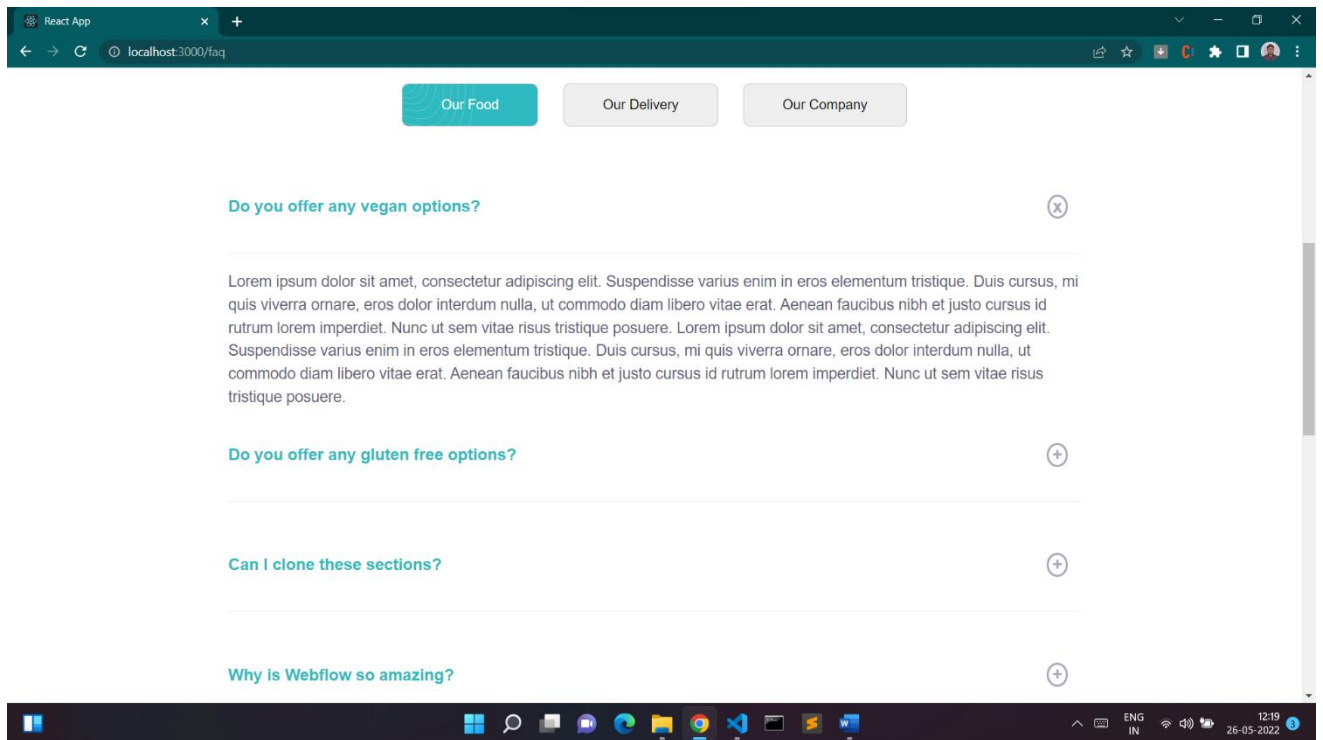 React App
localhost:3000/faq
Our Food
Our Delivery
Our Company
Do you offer any vegan options?
x
Lorem ipsum dolor sit amet, consectetur adipiscing elit. Suspendisse varius enim in eros elementum tristique. Duis cursus, mi
quis viverra ornare, eros dolor interdum nulla, ut commodo diam libero vitae erat. Aenean faucibus nibh et justo cursus id
rutrum lorem imperdiet. Nunc ut sem vitae risus tristique posuere. Lorem ipsum dolor sit amet, consectetur adipiscing elit.
Suspendisse varius enim in eros elementum tristique. Duis cursus, mi quis viverra ornare, eros dolor interdum nulla, ut
commodo diam libero vitae erat. Aenean faucibus nibh et justo cursus id rutrum lorem imperdiet. Nunc ut sem vitae risus
tristique posuere.
Do you offer any gluten free options?
+
Can I clone these sections?
+
Why is Webflow so amazing?
+
ENG
IN
12:19
26-05-2022
3